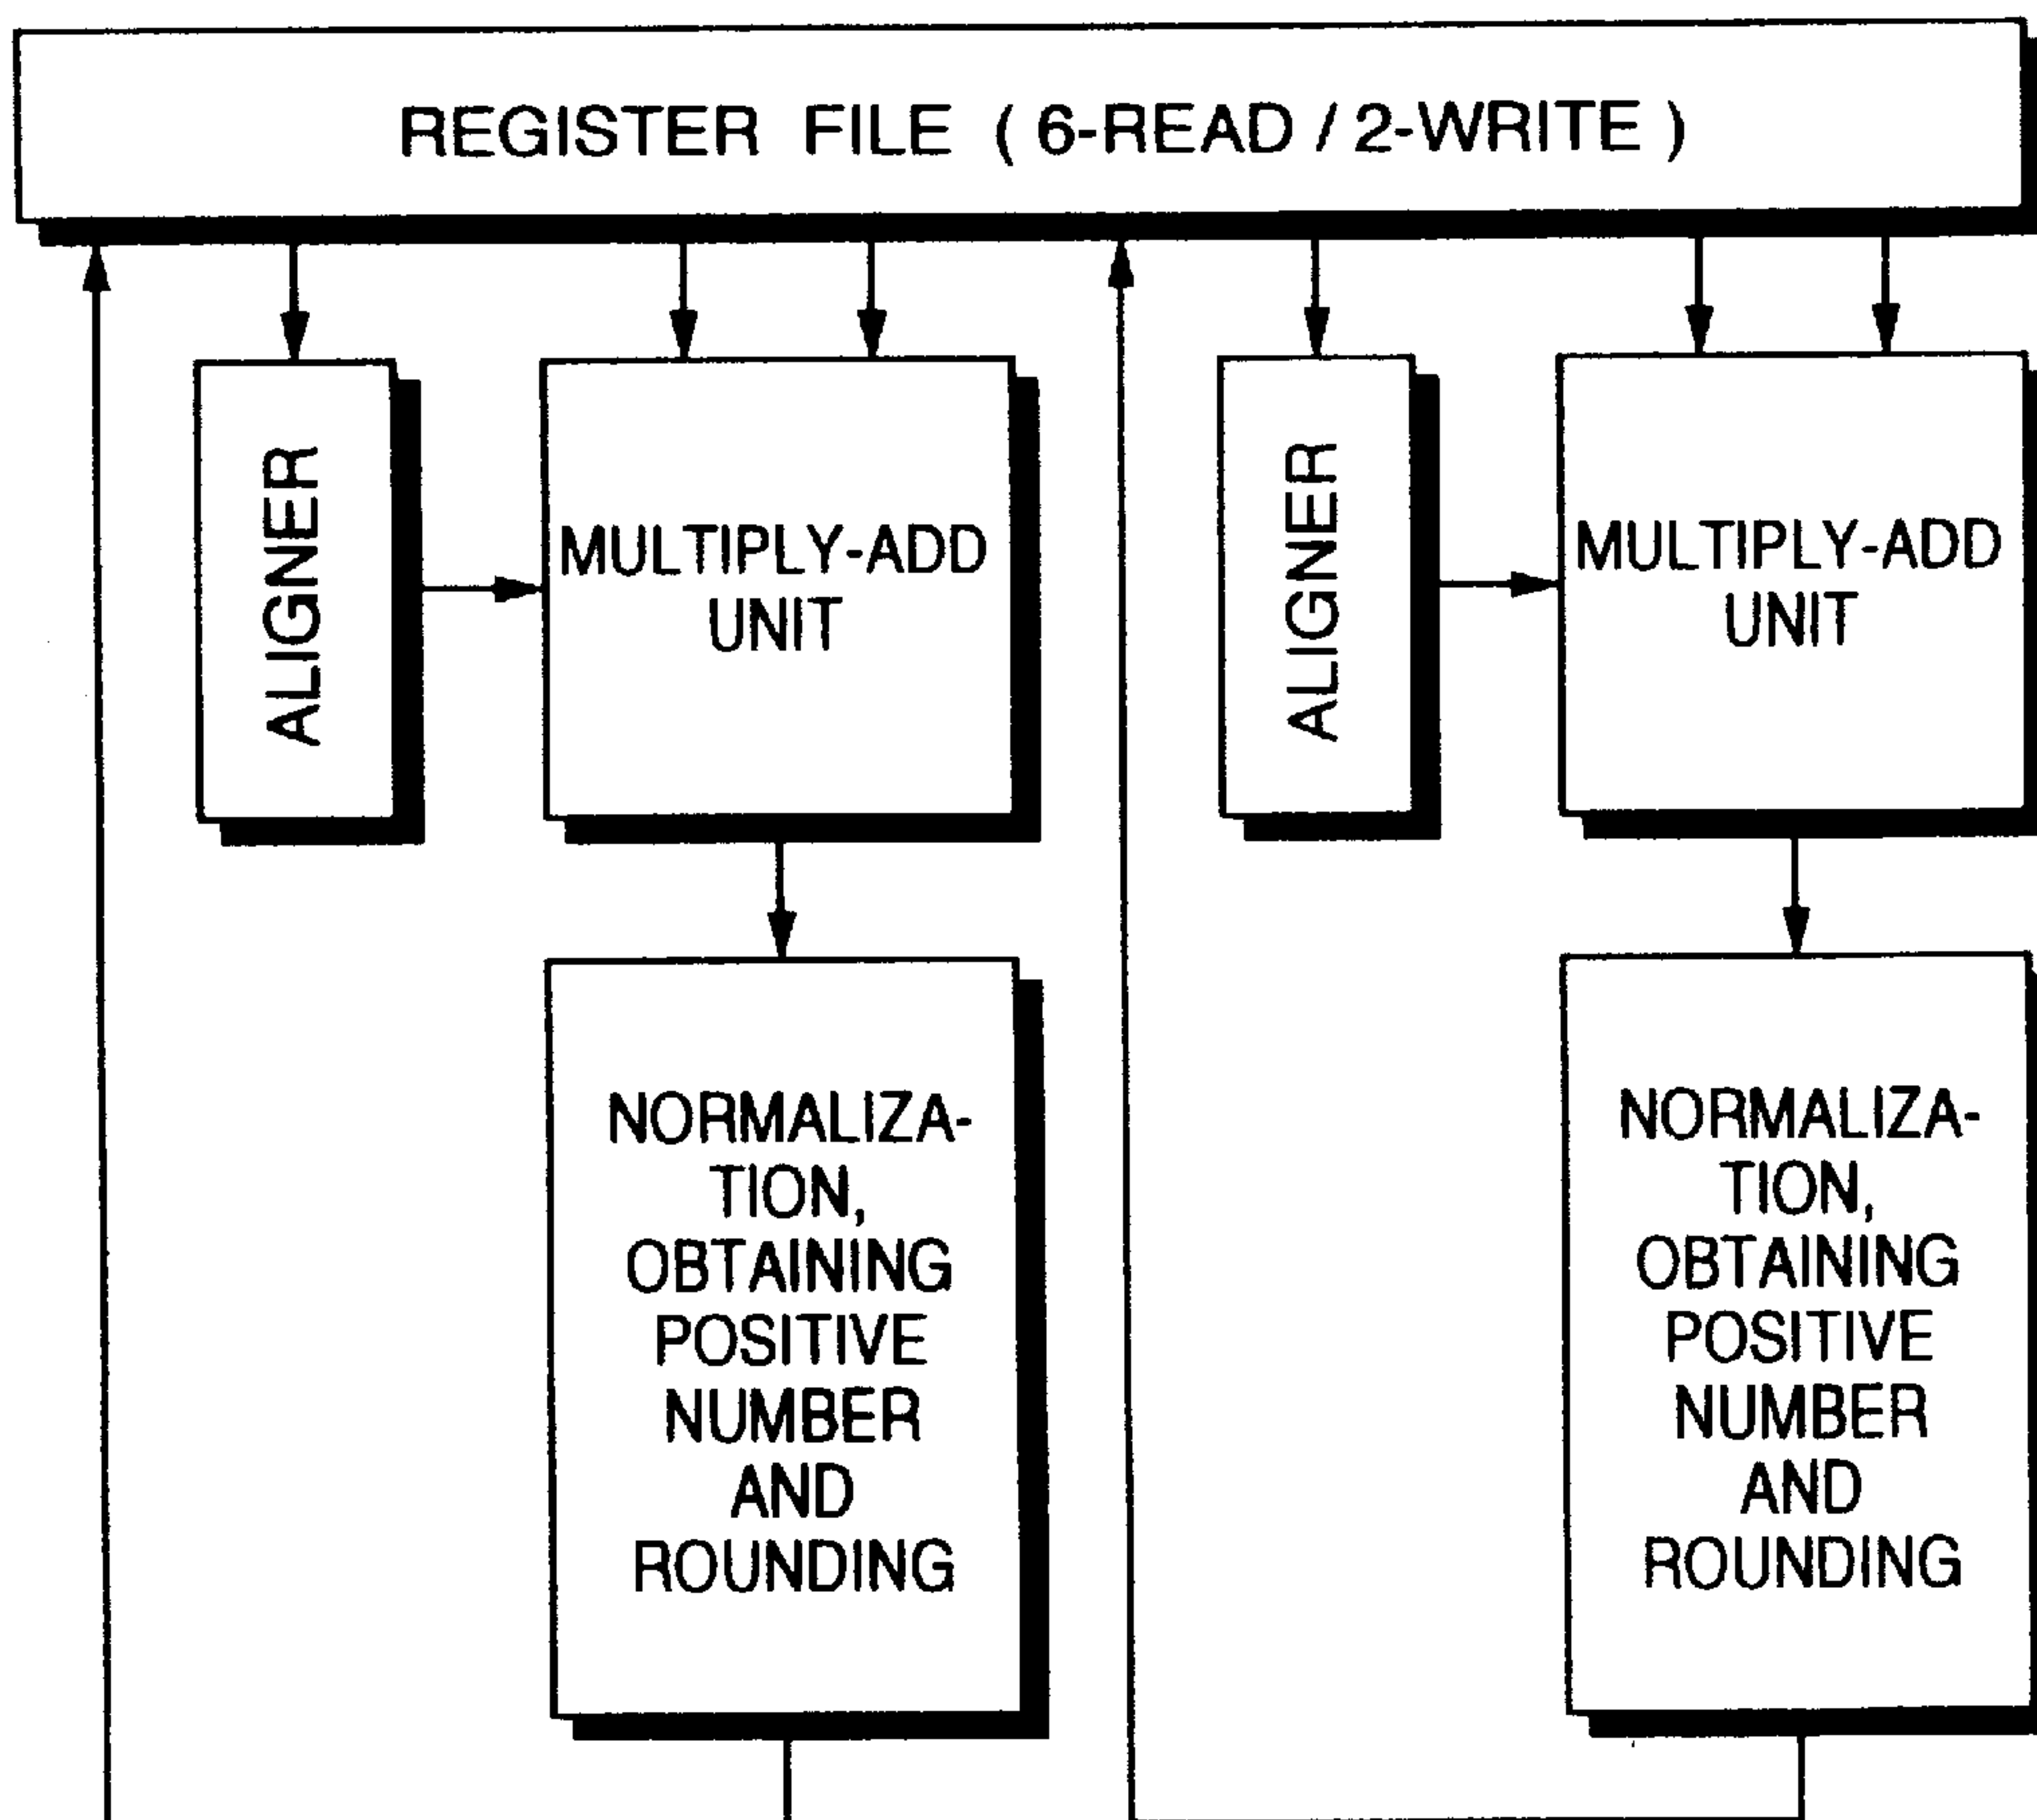 REGISTER FILE ( 6-READ / 2-WRITE )
ALIGNER
MULTIPLY-ADD
UNIT
ALIGNER
MULTIPLY-ADD
UNIT
NORMALIZA-
TION,
OBTAINING
POSITIVE
NUMBER
AND
ROUNDING
NORMALIZA-
TION,
OBTAINING
POSITIVE
NUMBER
AND
ROUNDING